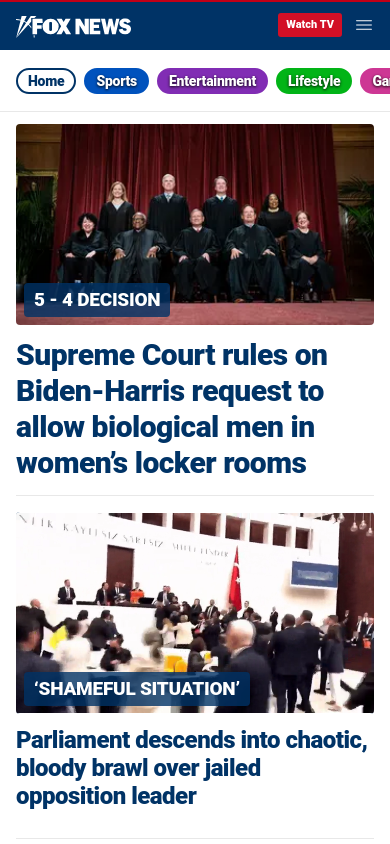 FOX NEWS
Watch TV
Home
Sports
Entertainment
Lifestyle
Ga
5 - 4 DECISION
Supreme Court rules on
Biden-Harris request to
allow biological men in
women’s locker rooms
‘SHAMEFUL SITUATION’
Parliament descends into chaotic,
bloody brawl over jailed
opposition leader